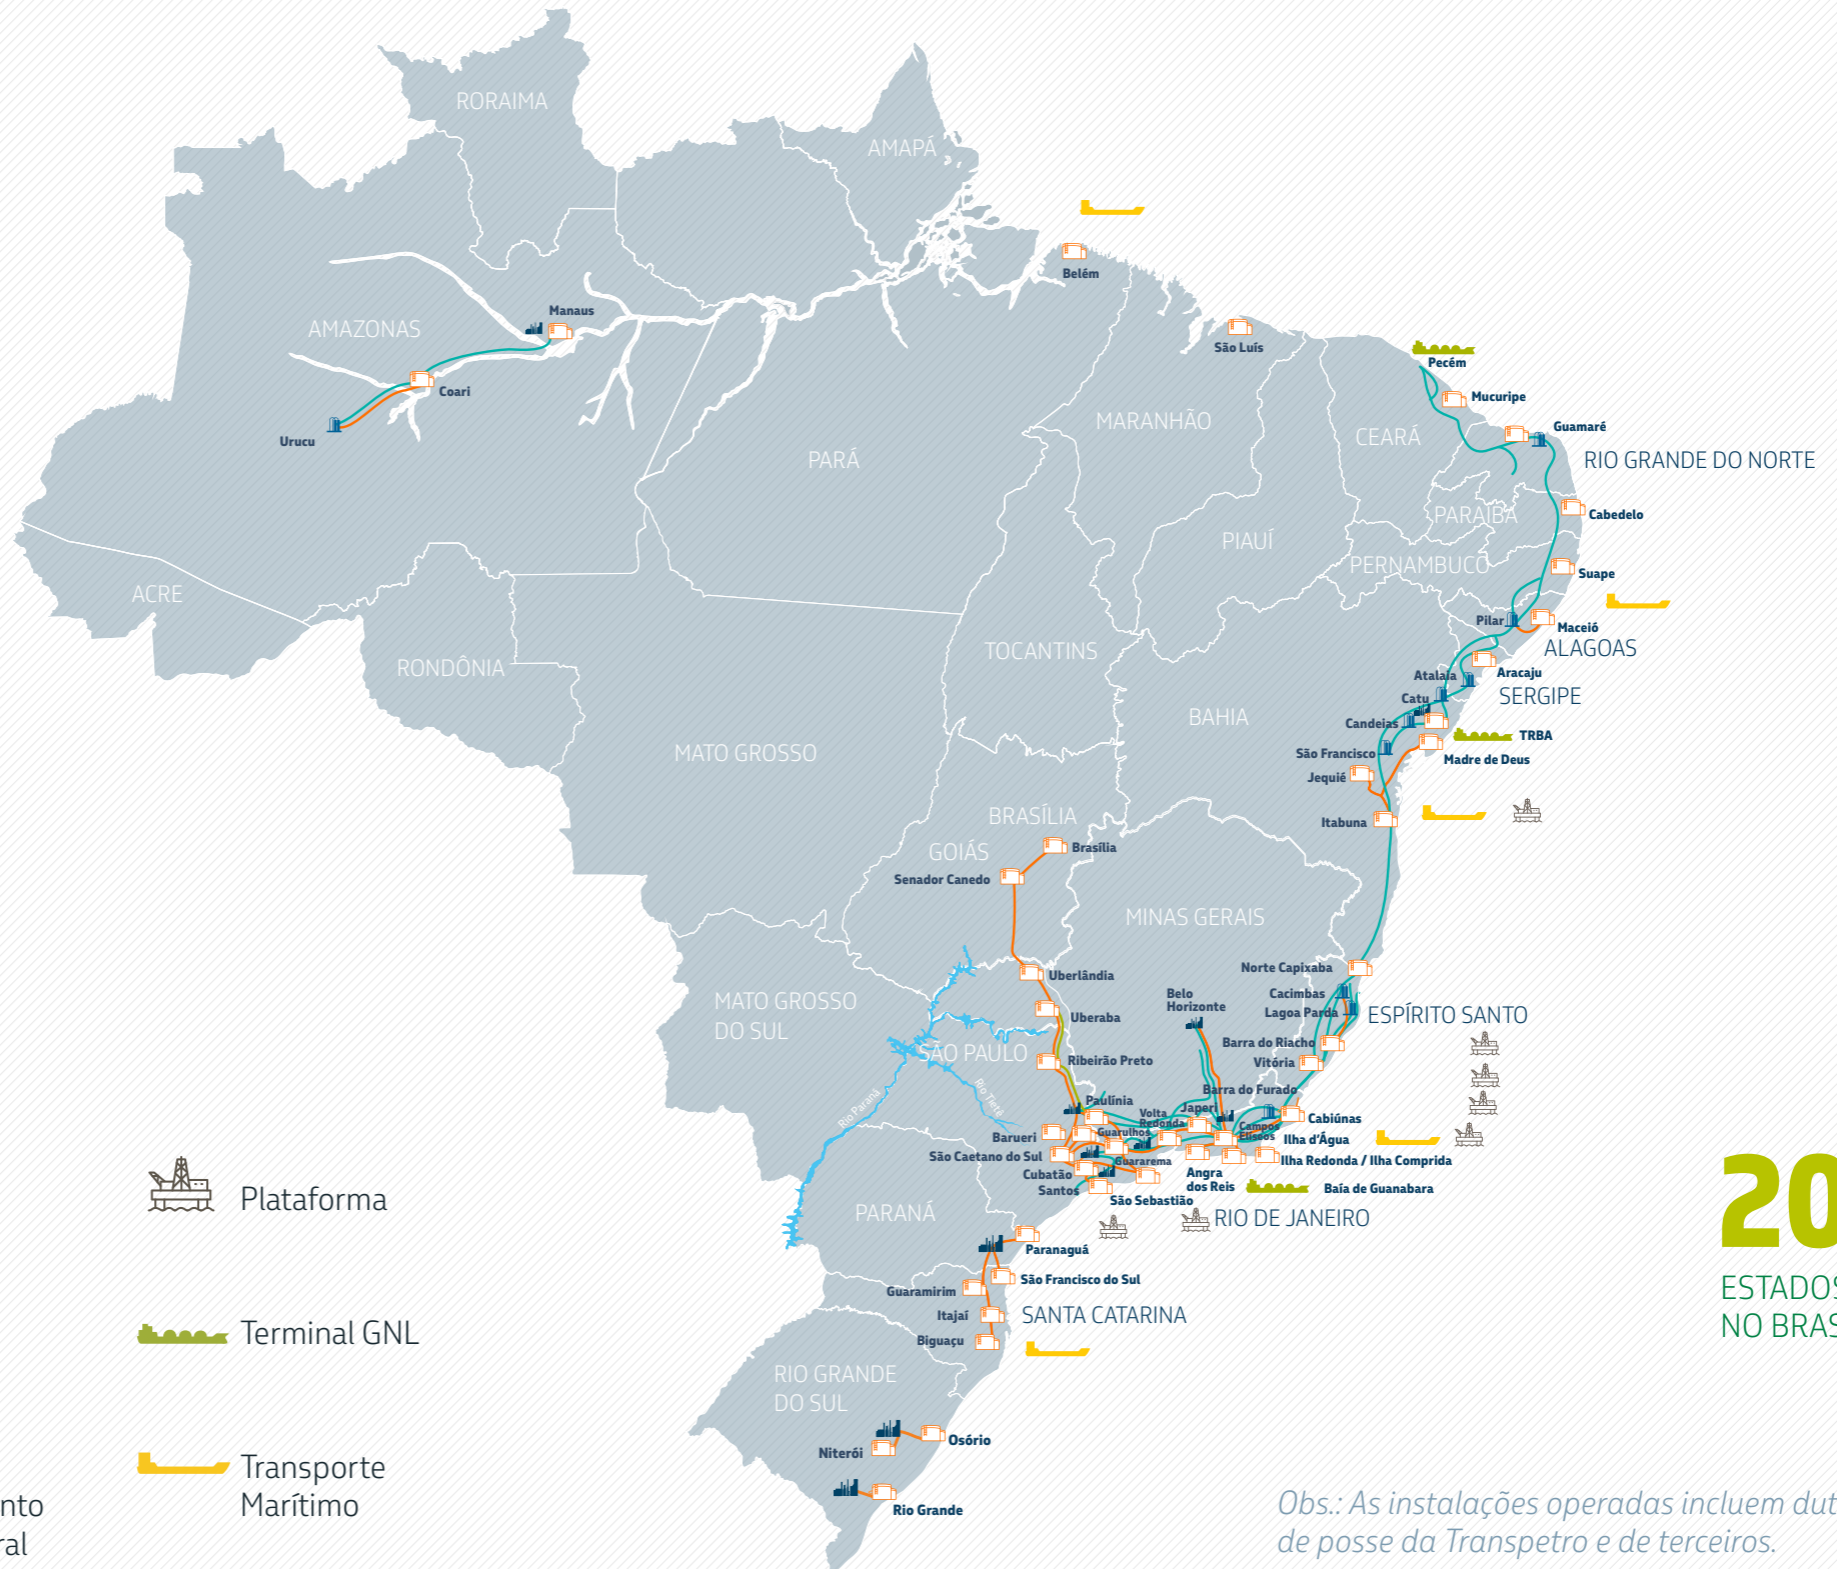 RORAIMA
AMAPÁ
Belém
Manaus
AMAZONAS
São Luís
Pecém
Coari
Mucuripe
MARANHÃO
Guamaré
Urucu
CEARÁ
PARÁ
RIO GRANDE DO NORTE
PARAÍBA
Cabedelo
PIAUÍ
PERNAMBUCO
Suape
ACRE
Pilar
Maceió
TOCANTINS
ALAGOAS
RONDÔNIA
Atalaia
Aracaju
Catu
SERGIPE
BAHIA
Candeias
TRBA
MATO GROSSO
São Francisco
Madre de Deus
Jequié
BRASÍLIA
Itabuna
Brasília
GOIÁS
Senador Canedo
MINAS GERAIS
Norte Capixaba
Uberlândia
Cacimbas
Belo
Horizonte
MATO GROSSO
DO SUL
Lagoa Parda
ESPÍRITO SANTO
Uberaba
Barra do Riacho
SÃO PAULO
Ribeirão Preto
Vitória
Rio Paraná
Rio Tietê
Barra do Furado
Paulínia
Volta
Redonda
Japeri
Cabiúnas
Campos
Elíseos
Barueri
Guarulhos
Ilha d'Água
São Caetano do Sul
Guararema
Ilha Redonda / Ilha Comprida
Cubatão
Angra
dos Reis
Santos
Baía de Guanabara
São Sebastião
PARANÁ
RIO DE JANEIRO
Paranaguá
São Francisco do Sul
Guaramirim
Itajaí
SANTA CATARINA
Biguaçu
RIO GRANDE
DO SUL
Osório
Niterói
Rio Grande
Plataforma
Terminal GNL
Transporte
Marítimo
nto
ral
20
ESTADOS
NO BRAS
Obs.: As instalações operadas incluem dut
de posse da Transpetro e de terceiros.